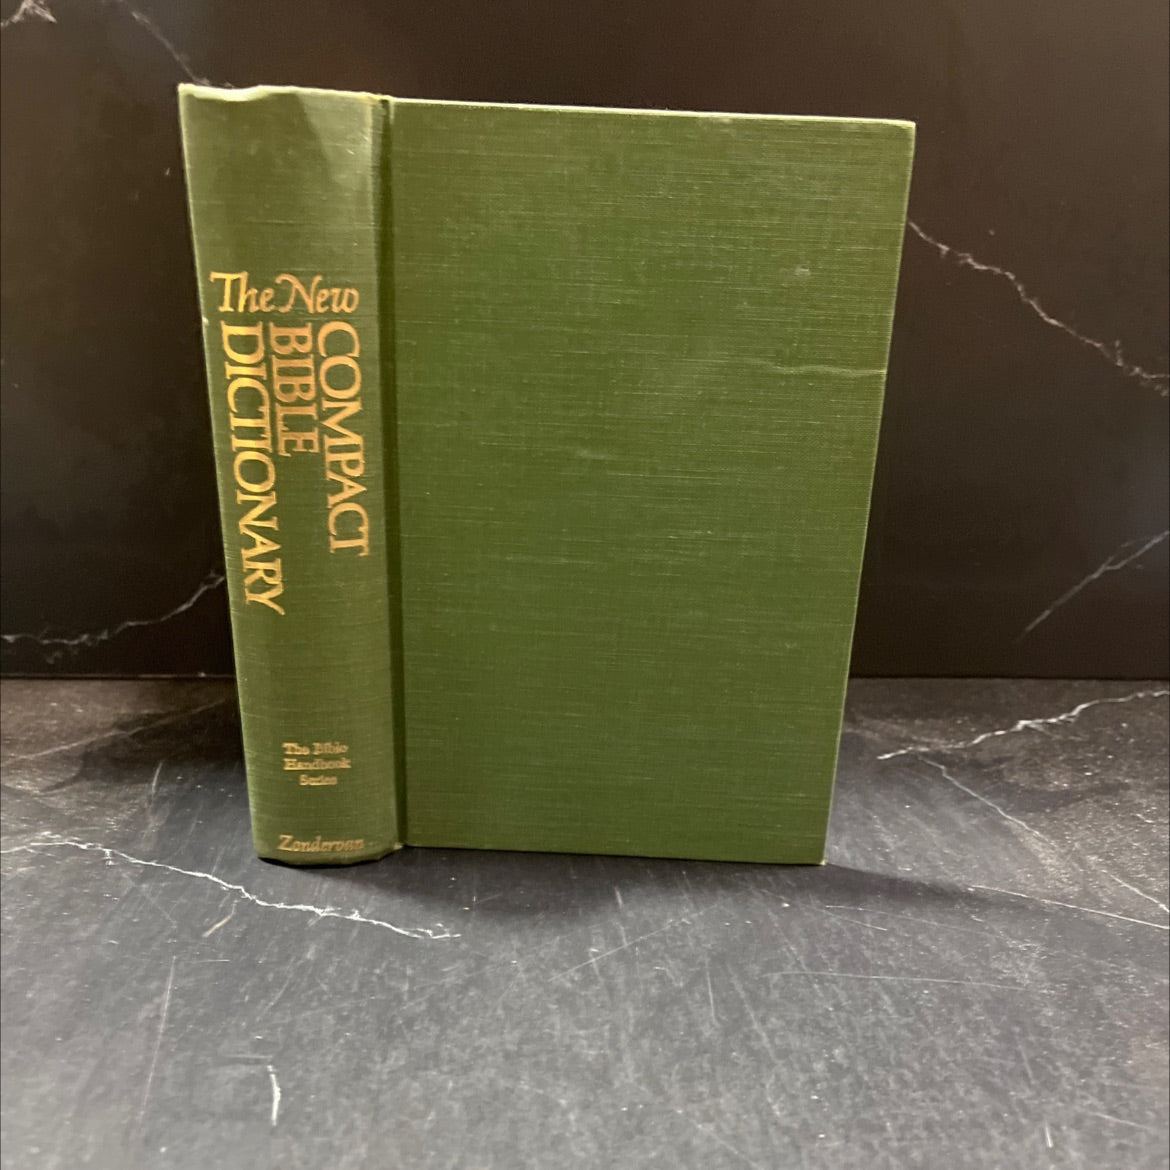 The New
COMPACT
BIBLE
DICTIONARY
The Bible
Handbook
Series
Zondervan